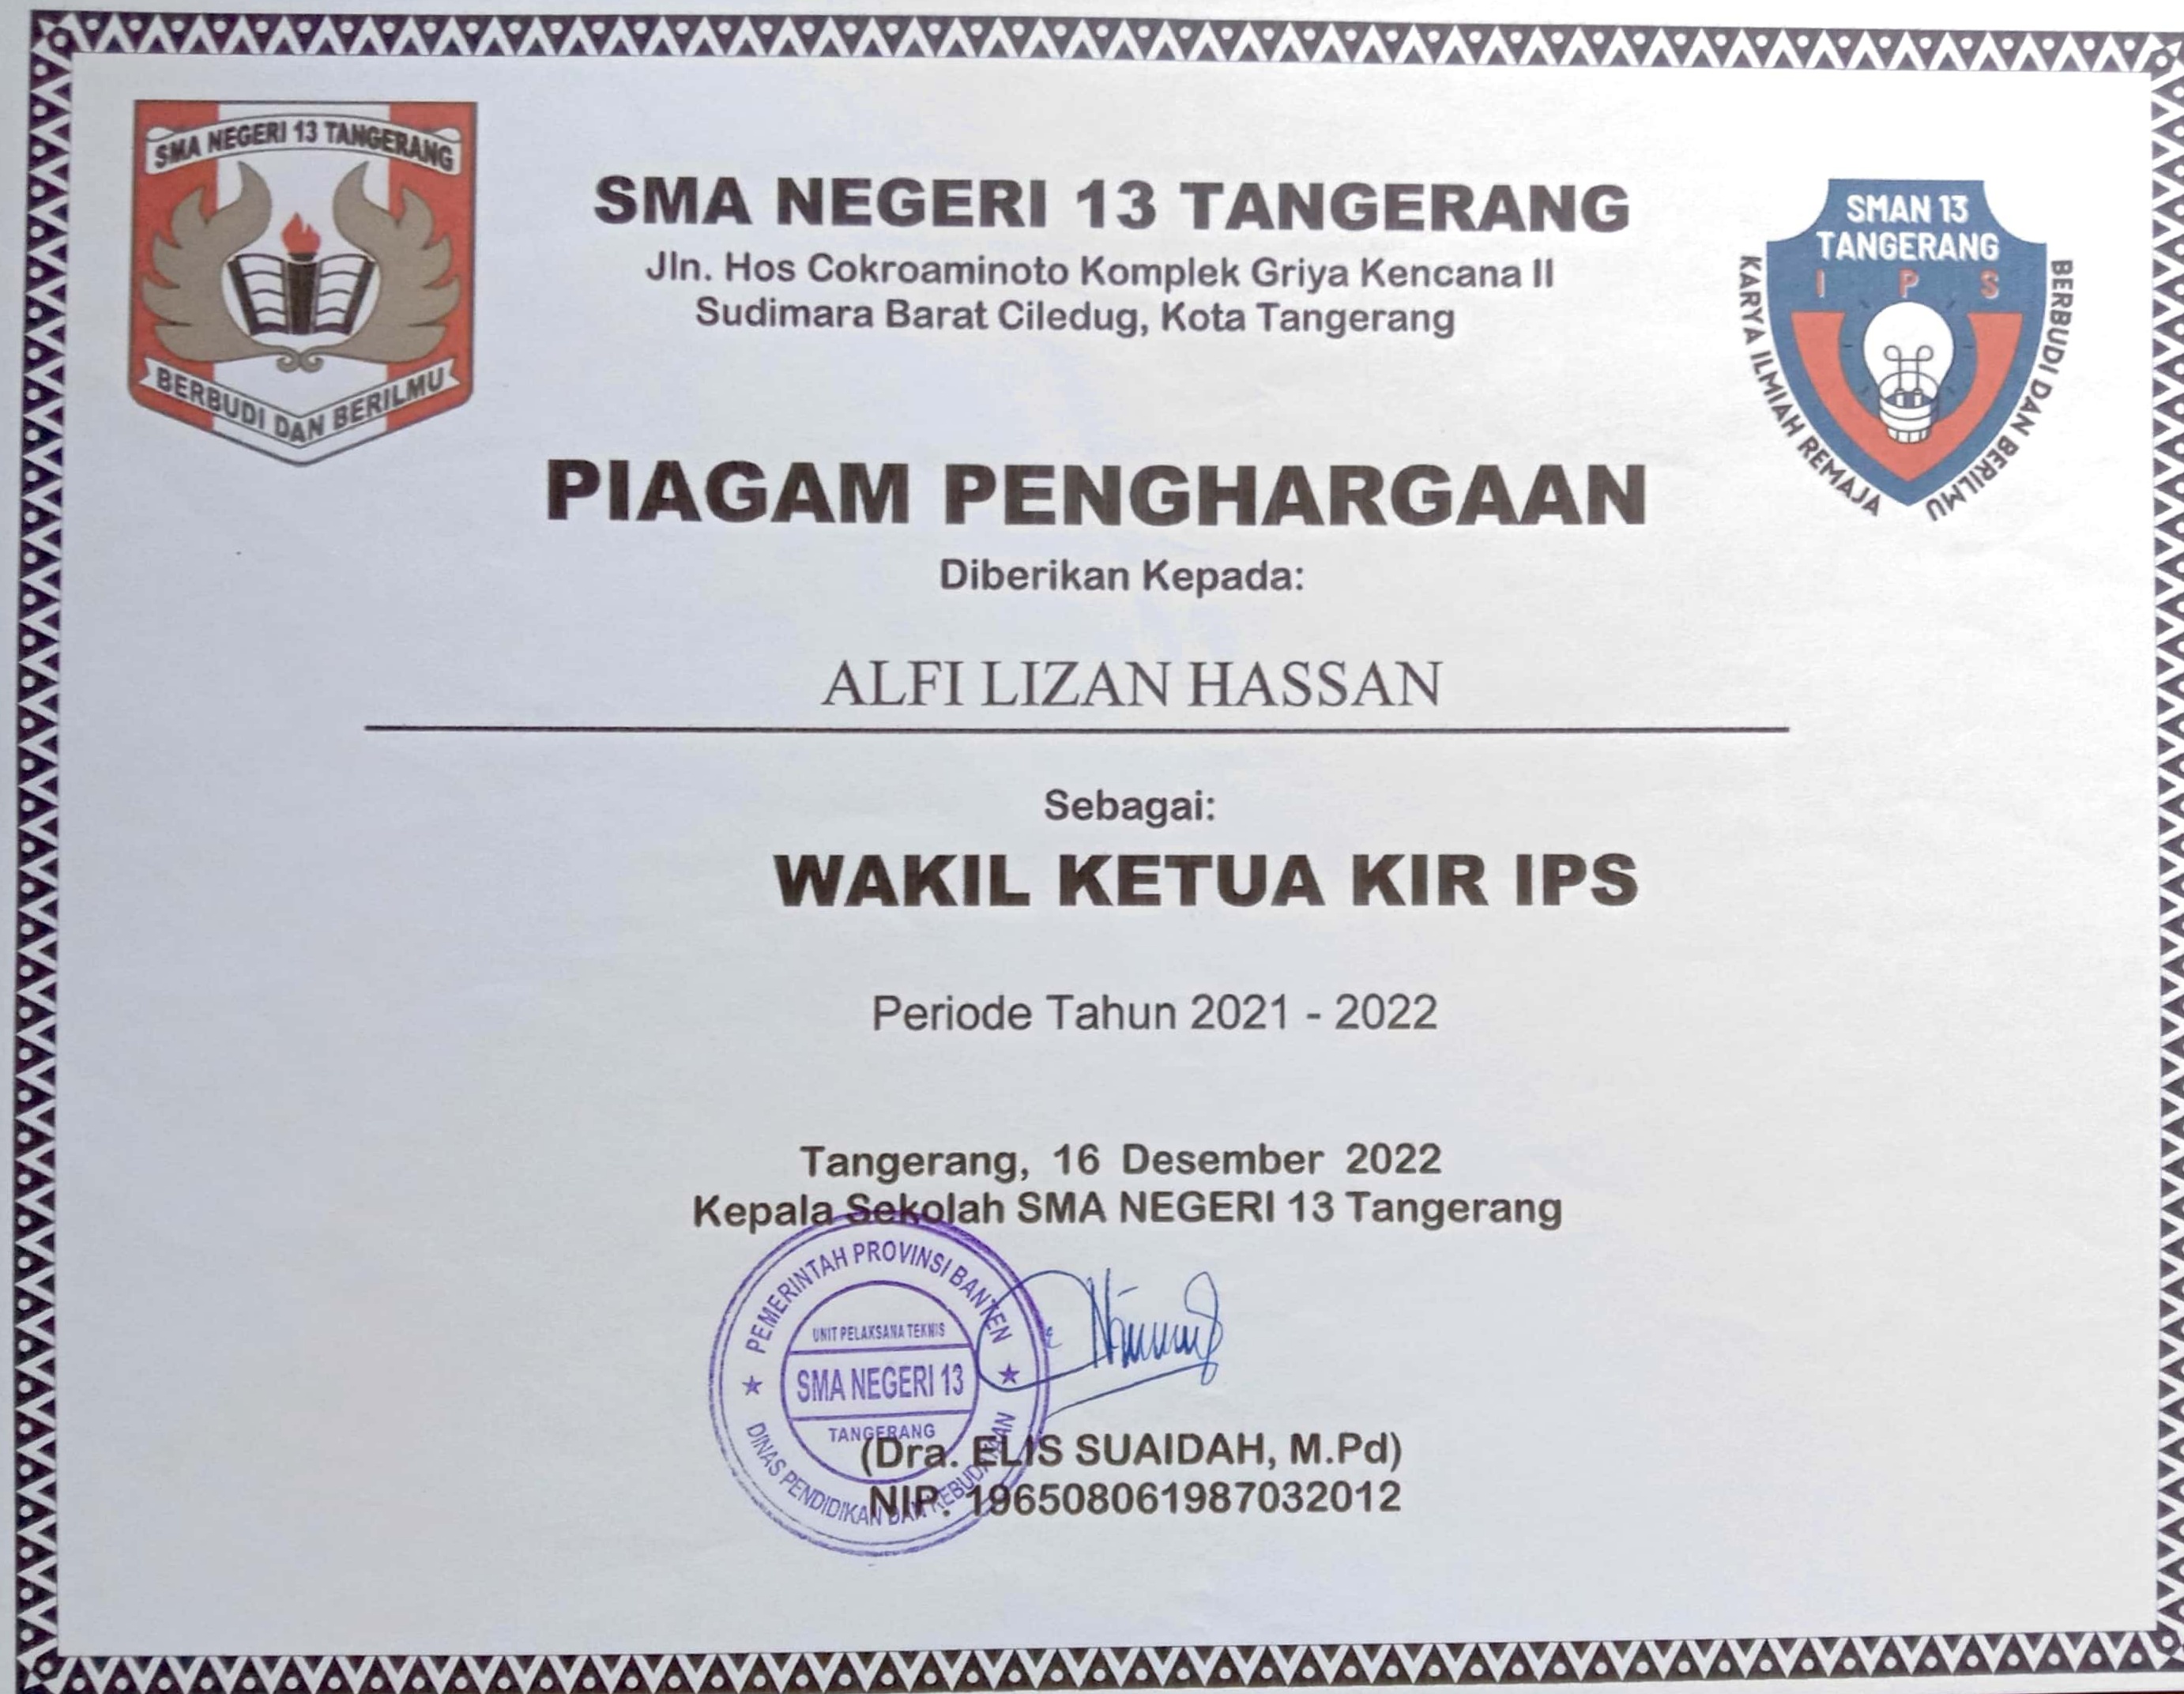 SMA NEGERI 13 TANGERANG
BERBUDI DAN BERILMU
SMA NEGERI 13 TANGERANG
Jln. Hos Cokroaminoto Komplek Griya Kencana II
Sudimara Barat Ciledug, Kota Tangerang
SMAN 13
TANGERANG
I P S
KARYA ILMIAH REMAJA
BERBUDI DAN BERILMU
PIAGAM PENGHARGAAN
Diberikan Kepada:
ALFI LIZAN HASSAN
Sebagai:
WAKIL KETUA KIR IPS
Periode Tahun 2021 - 2022
Tangerang, 16 Desember 2022
Kepala Sekolah SMA NEGERI 13 Tangerang
PEMERINTAH PROVINSI BANTEN
UNIT PELAKSANA TEKNIS
SMA NEGERI 13
TANGERANG
DINAS PENDIDIKAN DAN KEBUDAYAAN
(Dra. ELIS SUAIDAH, M.Pd)
NIP. 196508061987032012